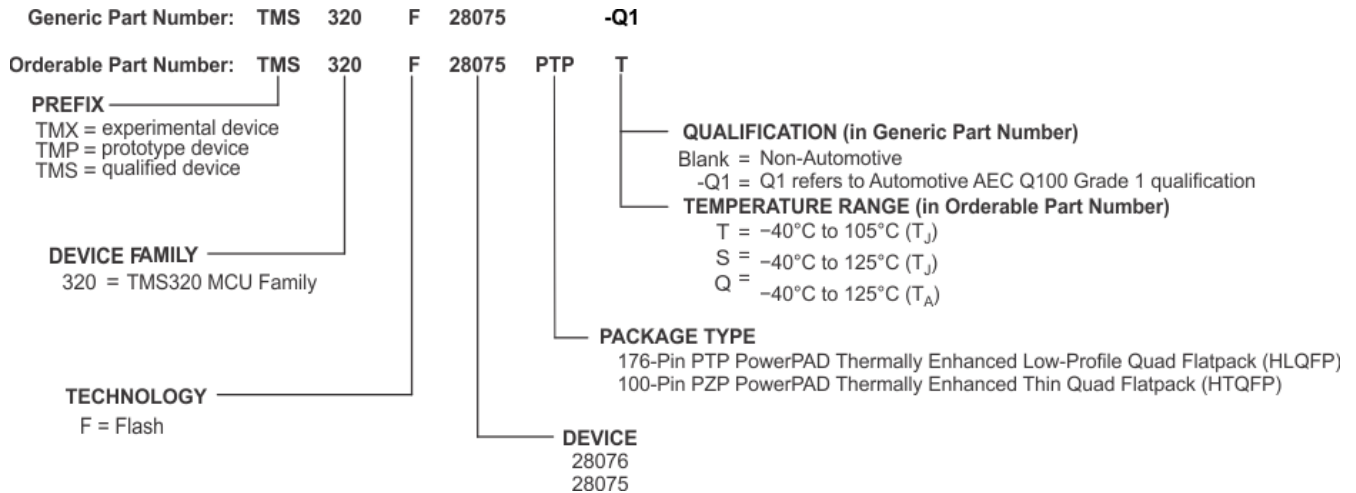 Generic Part Number: TMS 320 F 28075 -Q1
Orderable Part Number: TMS 320 F 28075 PTP T
PREFIX
TMX = experimental device
TMP = prototype device
TMS = qualified device
DEVICE FAMILY
320 = TMS320 MCU Family
TECHNOLOGY
F = Flash
DEVICE
28076
28075
PACKAGE TYPE
176-Pin PTP PowerPAD Thermally Enhanced Low-Profile Quad Flatpack (HLQFP)
100-Pin PZP PowerPAD Thermally Enhanced Thin Quad Flatpack (HTQFP)
QUALIFICATION (in Generic Part Number)
Blank = Non-Automotive
-Q1 = Q1 refers to Automotive AEC Q100 Grade 1 qualification
TEMPERATURE RANGE (in Orderable Part Number)
T = −40°C to 105°C (TJ)
S = −40°C to 125°C (TJ)
Q = −40°C to 125°C (TA)